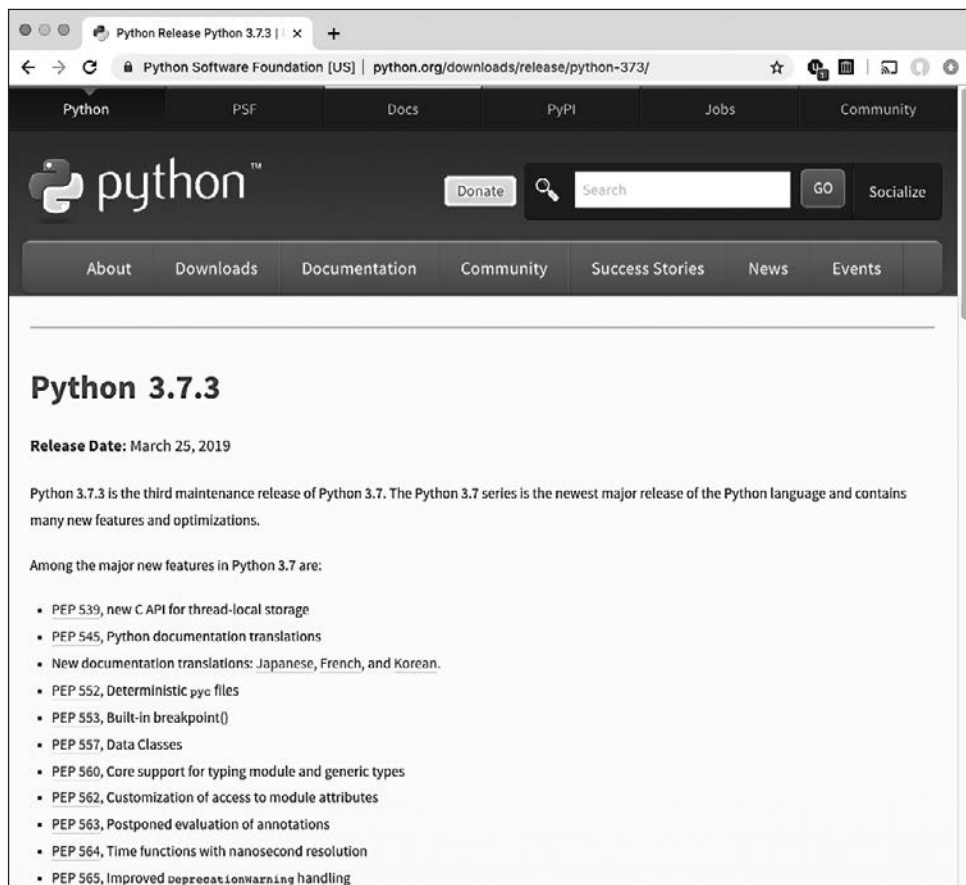 Python Release Python 3.7.3 |
Python Software Foundation [US] | python.org/downloads/release/python-373/
Python PSF Docs PyPI Jobs Community
python™
Donate Search GO Socialize
About Downloads Documentation Community Success Stories News Events
Python 3.7.3
Release Date: March 25, 2019
Python 3.7.3 is the third maintenance release of Python 3.7. The Python 3.7 series is the newest major release of the Python language and contains
many new features and optimizations.
Among the major new features in Python 3.7 are:
▪ PEP 539, new C API for thread-local storage
▪ PEP 545, Python documentation translations
▪ New documentation translations: Japanese, French, and Korean.
▪ PEP 552, Deterministic pyc files
▪ PEP 553, Built-in breakpoint()
▪ PEP 557, Data Classes
▪ PEP 560, Core support for typing module and generic types
▪ PEP 562, Customization of access to module attributes
▪ PEP 563, Postponed evaluation of annotations
▪ PEP 564, Time functions with nanosecond resolution
▪ PEP 565, Improved DeprecationWarning handling